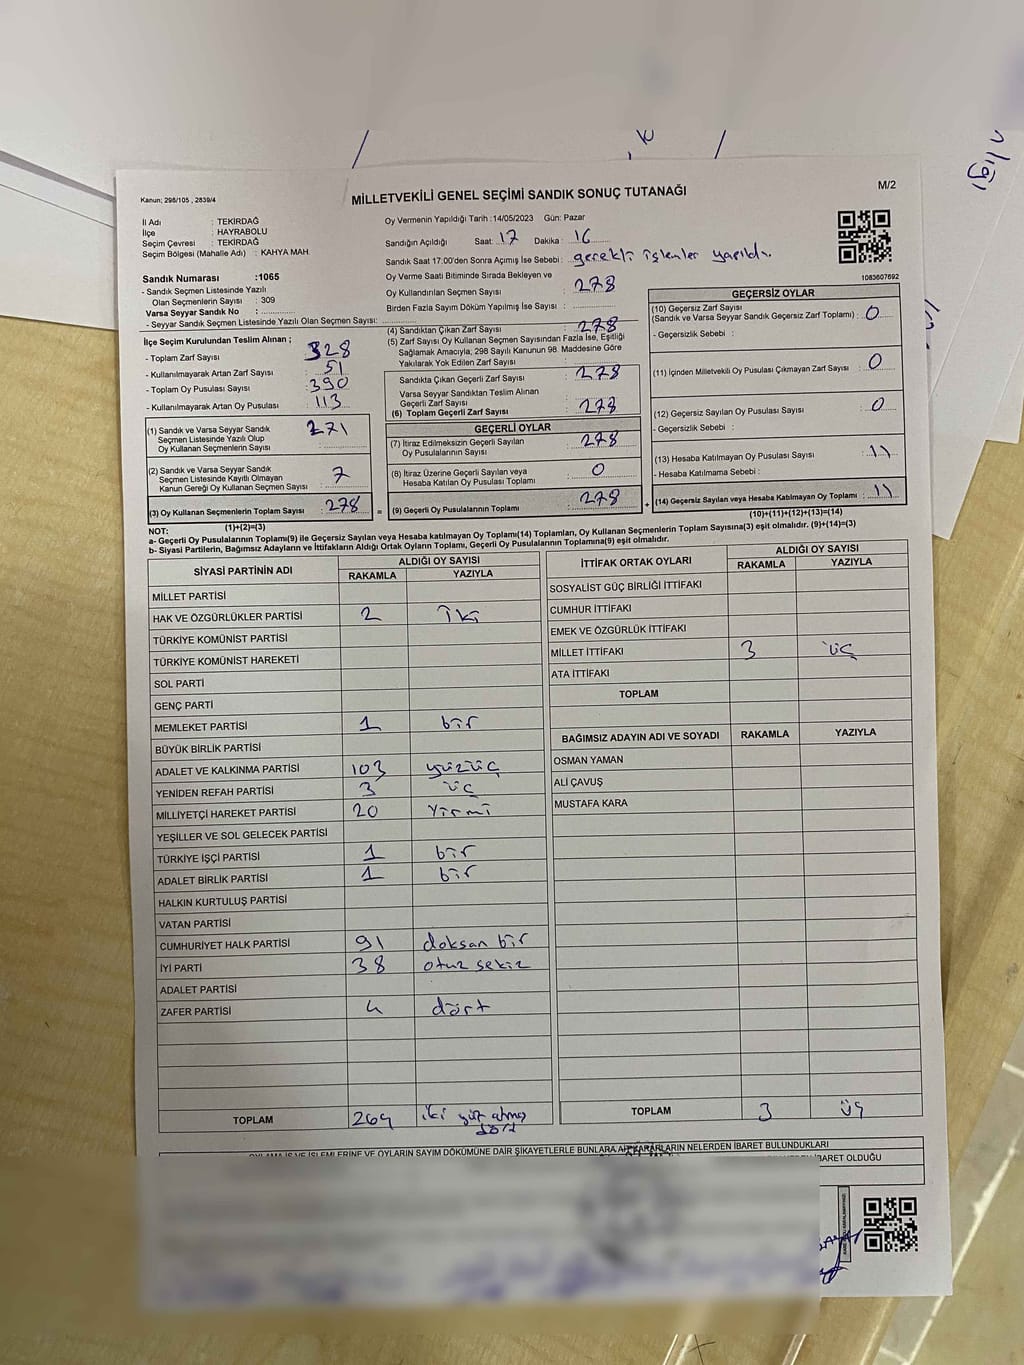 nlığı
Kanun; 298/105 , 2839/4
MİLLETVEKİLİ GENEL SEÇİMİ SANDIK SONUÇ TUTANAĞI
M/2
İl Adı : TEKİRDAĞ
İlçe : HAYRABOLU
Seçim Çevresi : TEKİRDAĞ
Seçim Bölgesi (Mahalle Adı) : KAHYA MAH
Sandık Numarası :1065
- Sandık Seçmen Listesinde Yazılı
Olan Seçmenlerin Sayısı : 309
Varsa Seyyar Sandık No :
- Seyyar Sandık Seçmen Listesinde Yazılı Olan Seçmen Sayısı:
Oy Vermenin Yapıldığı Tarih :14/05/2023 Gün: Pazar
Sandığın Açıldığı Saat: 17 Dakika : 16
Sandık Saat 17:00'den Sonra Açımış İse Sebebi : gerekli işlemler yapıldı.
Oy Verme Saati Bitiminde Sırada Bekleyen ve
Oy Kullandırılan Seçmen Sayısı : 278
Birden Fazla Sayım Döküm Yapılmış İse Sayısı :
1083607692
İlçe Seçim Kurulundan Teslim Alınan ;
- Toplam Zarf Sayısı : 328
- Kullanılmayarak Artan Zarf Sayısı : 51
- Toplam Oy Pusulası Sayısı : 390
- Kullanılmayarak Artan Oy Pusulası : 113
(1) Sandık ve Varsa Seyyar Sandık
Seçmen Listesinde Yazılı Olup
Oy Kullanan Seçmenlerin Sayısı : 271
(2) Sandık ve Varsa Seyyar Sandık
Seçmen Listesinde Kayıtlı Olmayan
Kanun Gereği Oy Kullanan Seçmen Sayısı : 7
(3) Oy Kullanan Seçmenlerin Toplam Sayısı : 278
(1)+(2)=(3)
(4) Sandıktan Çıkan Zarf Sayısı : 278
(5) Zarf Sayısı Oy Kullanan Seçmen Sayısından Fazla İse, Eşitliği
Sağlamak Amacıyla, 298 Sayılı Kanunun 98. Maddesine Göre
Yakılarak Yok Edilen Zarf Sayısı :
Sandıkta Çıkan Geçerli Zarf Sayısı : 278
Varsa Seyyar Sandıktan Teslim Alınan
Geçerli Zarf Sayısı :
(6) Toplam Geçerli Zarf Sayısı : 278
GEÇERLİ OYLAR
(7) İtiraz Edilmeksizin Geçerli Sayılan
Oy Pusulalarının Sayısı : 278
(8) İtiraz Üzerine Geçerli Sayılan veya
Hesaba Katılan Oy Pusulası Toplamı : 0
= (9) Geçerli Oy Pusulalarının Toplamı : 278
GEÇERSİZ OYLAR
(10) Geçersiz Zarf Sayısı
(Sandık ve Varsa Seyyar Sandık Geçersiz Zarf Toplamı) : 0
- Geçersizlik Sebebi :
(11) İçinden Milletvekili Oy Pusulası Çıkmayan Zarf Sayısı : 0
(12) Geçersiz Sayılan Oy Pusulası Sayısı : 0
- Geçersizlik Sebebi :
(13) Hesaba Katılmayan Oy Pusulası Sayısı : 11
- Hesaba Katılmama Sebebi :
+ (14) Geçersiz Sayılan veya Hesaba Katılmayan Oy Toplamı : 11
(10)+(11)+(12)+(13)=(14)
NOT:
a- Geçerli Oy Pusulalarının Toplamı(9) ile Geçersiz Sayılan veya Hesaba katılmayan Oy Toplamı(14) Toplamları, Oy Kullanan Seçmenlerin Toplam Sayısına(3) eşit olmalıdır. (9)+(14)=(3)
b- Siyasi Partilerin, Bağımsız Adayların ve İttifakların Aldığı Ortak Oyların Toplamı, Geçerli Oy Pusulalarının Toplamına(9) eşit olmalıdır.
SİYASİ PARTİNİN ADI ALDIĞI OY SAYISI
RAKAMLA YAZIYLA
MİLLET PARTİSİ
HAK VE ÖZGÜRLÜKLER PARTİSİ 2 iki
TÜRKİYE KOMÜNİST PARTİSİ
TÜRKİYE KOMÜNİST HAREKETİ
SOL PARTİ
GENÇ PARTİ
MEMLEKET PARTİSİ 1 bir
BÜYÜK BİRLİK PARTİSİ
ADALET VE KALKINMA PARTİSİ 103 yüzüç
YENİDEN REFAH PARTİSİ 3 üç
MİLLİYETÇİ HAREKET PARTİSİ 20 Yirmi
YEŞİLLER VE SOL GELECEK PARTİSİ
TÜRKİYE İŞÇİ PARTİSİ 1 bir
ADALET BİRLİK PARTİSİ 1 bir
HALKIN KURTULUŞ PARTİSİ
VATAN PARTİSİ
CUMHURİYET HALK PARTİSİ 91 doksan bir
İYİ PARTİ 38 otuz sekiz
ADALET PARTİSİ
ZAFER PARTİSİ 4 dört
TOPLAM 264 iki yüz atmış
dört
İTTİFAK ORTAK OYLARI ALDIĞI OY SAYISI
RAKAMLA YAZIYLA
SOSYALİST GÜÇ BİRLİĞİ İTTİFAKI
CUMHUR İTTİFAKI
EMEK VE ÖZGÜRLÜK İTTİFAKI
MİLLET İTTİFAKI 3 üç
ATA İTTİFAKI
TOPLAM
BAĞIMSIZ ADAYIN ADI VE SOYADI RAKAMLA YAZIYLA
OSMAN YAMAN
ALİ ÇAVUŞ
MUSTAFA KARA
TOPLAM 3 üç
OYLAMA İŞ VE İŞLEMLERİNE VE OYLARIN SAYIM DÖKÜMÜNE DAİR ŞİKAYETLERLE BUNLARA AİT KARARLARIN NELERDEN İBARET BULUNDUKLARI
İBARET OLDUĞU